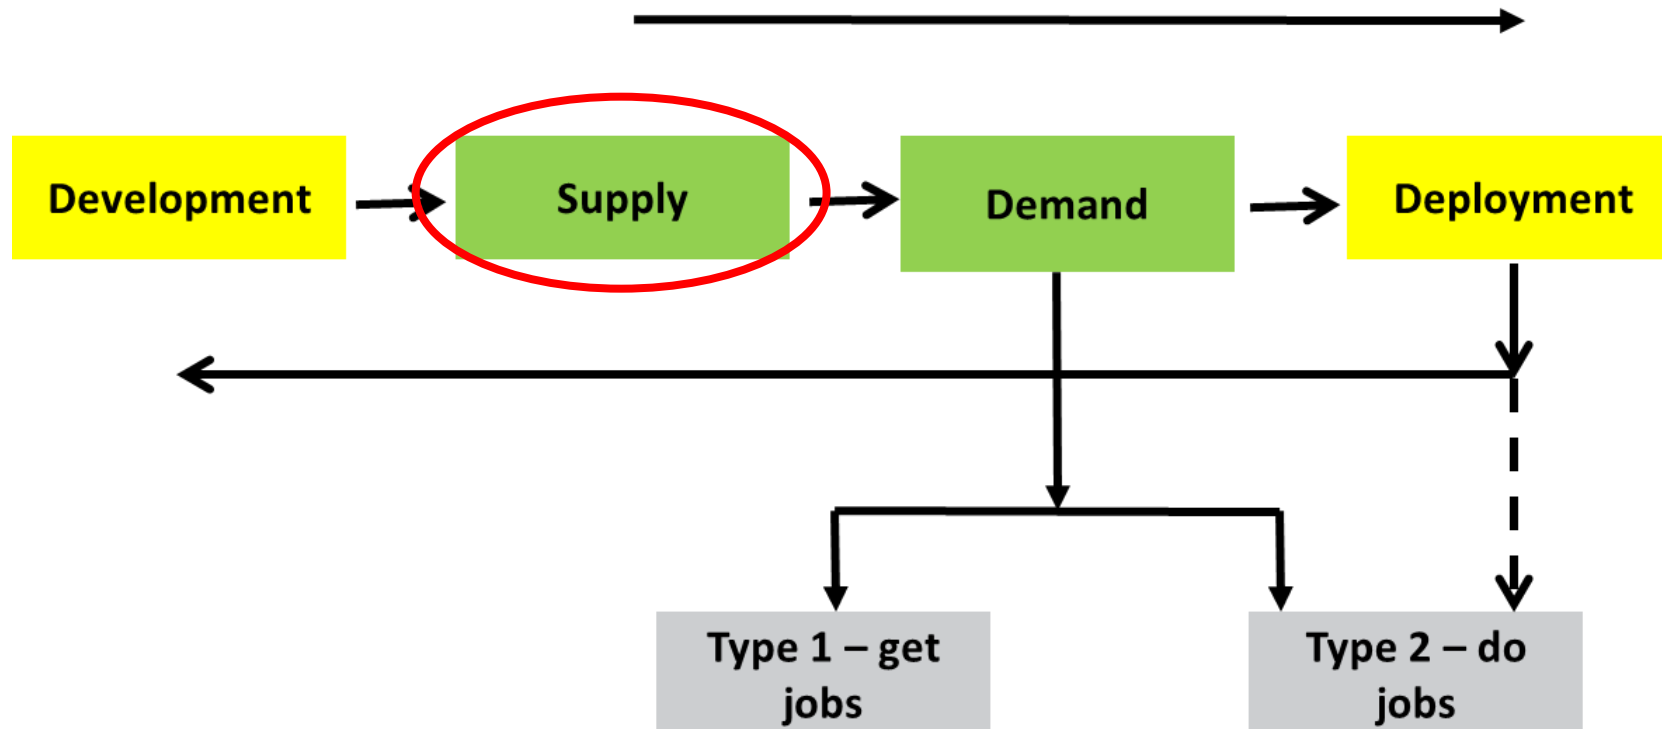 Development
Supply
Demand
Deployment
Type 1 – get
jobs
Type 2 – do
jobs